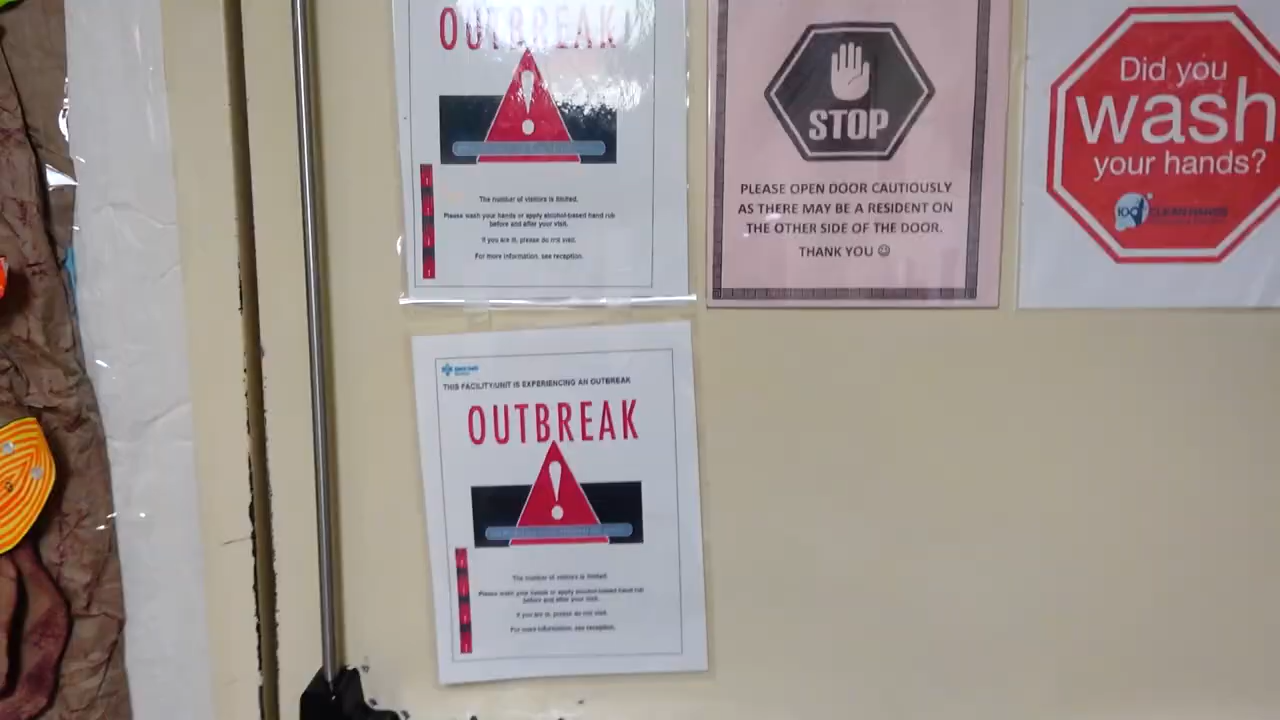 OUTBREAK
The number of visitors is limited.
Please wash your hands or apply alcohol-based hand rub
before and after your visit.
If you are ill, please do not visit.
For more information, see reception.
STOP
PLEASE OPEN DOOR CAUTIOUSLY
AS THERE MAY BE A RESIDENT ON
THE OTHER SIDE OF THE DOOR.
THANK YOU ☺
Did you
wash
your hands?
100
CLEAN HANDS
THIS FACILITY/UNIT IS EXPERIENCING AN OUTBREAK
OUTBREAK
The number of visitors is limited.
Please wash your hands or apply alcohol-based hand rub
before and after your visit.
If you are ill, please do not visit.
For more information, see reception.